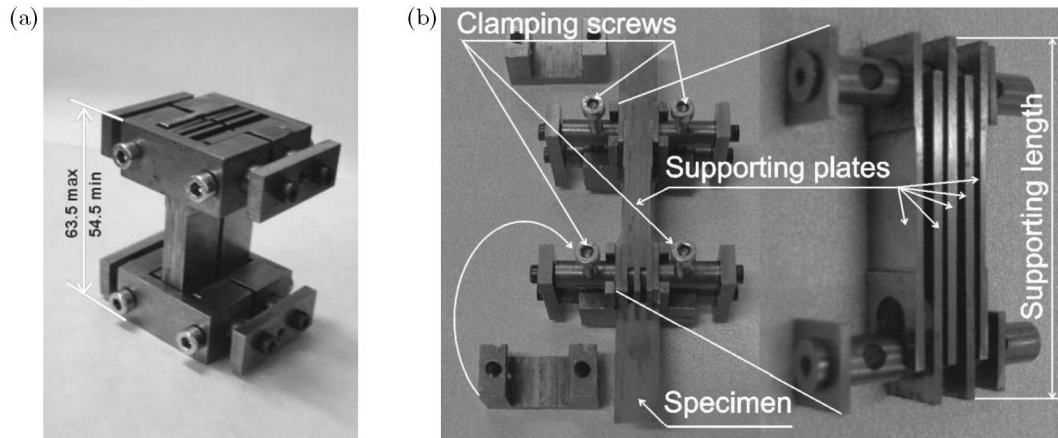 (a)
63.5 max
54.5 min
(b)
Clamping screws
Supporting plates
Supporting length
Specimen